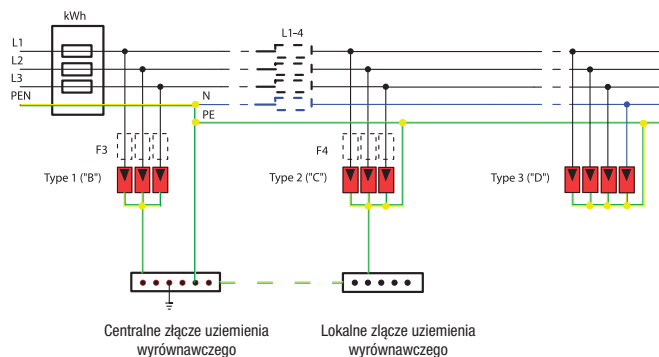 kWh
L1-4
L1
L2
L3
PEN
N
PE
F3
F4
Type 1 ("B")
Type 2 ("C")
Type 3 ("D")
Centralne złącze uziemienia
wyrównawczego
Lokalne złącze uziemienia
wyrównawczego